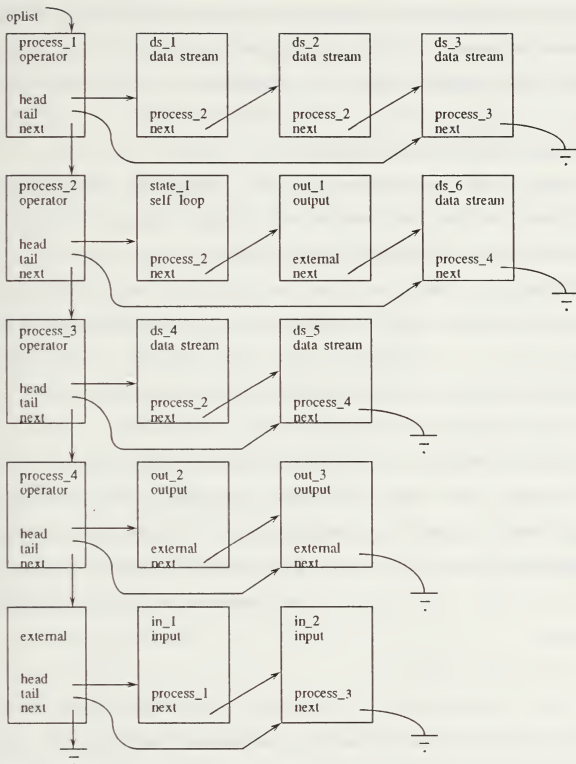 oplist
process_1
operator
head
tail
next
ds_1
data stream
process_2
next
ds_2
data stream
process_2
next
ds_3
data stream
process_3
next
process_2
operator
head
tail
next
state_1
self loop
process_2
next
out_1
output
external
next
ds_6
data stream
process_4
next
process_3
operator
head
tail
next
ds_4
data stream
process_2
next
ds_5
data stream
process_4
next
process_4
operator
head
tail
next
out_2
output
external
next
out_3
output
external
next
external
head
tail
next
in_1
input
process_1
next
in_2
input
process_3
next